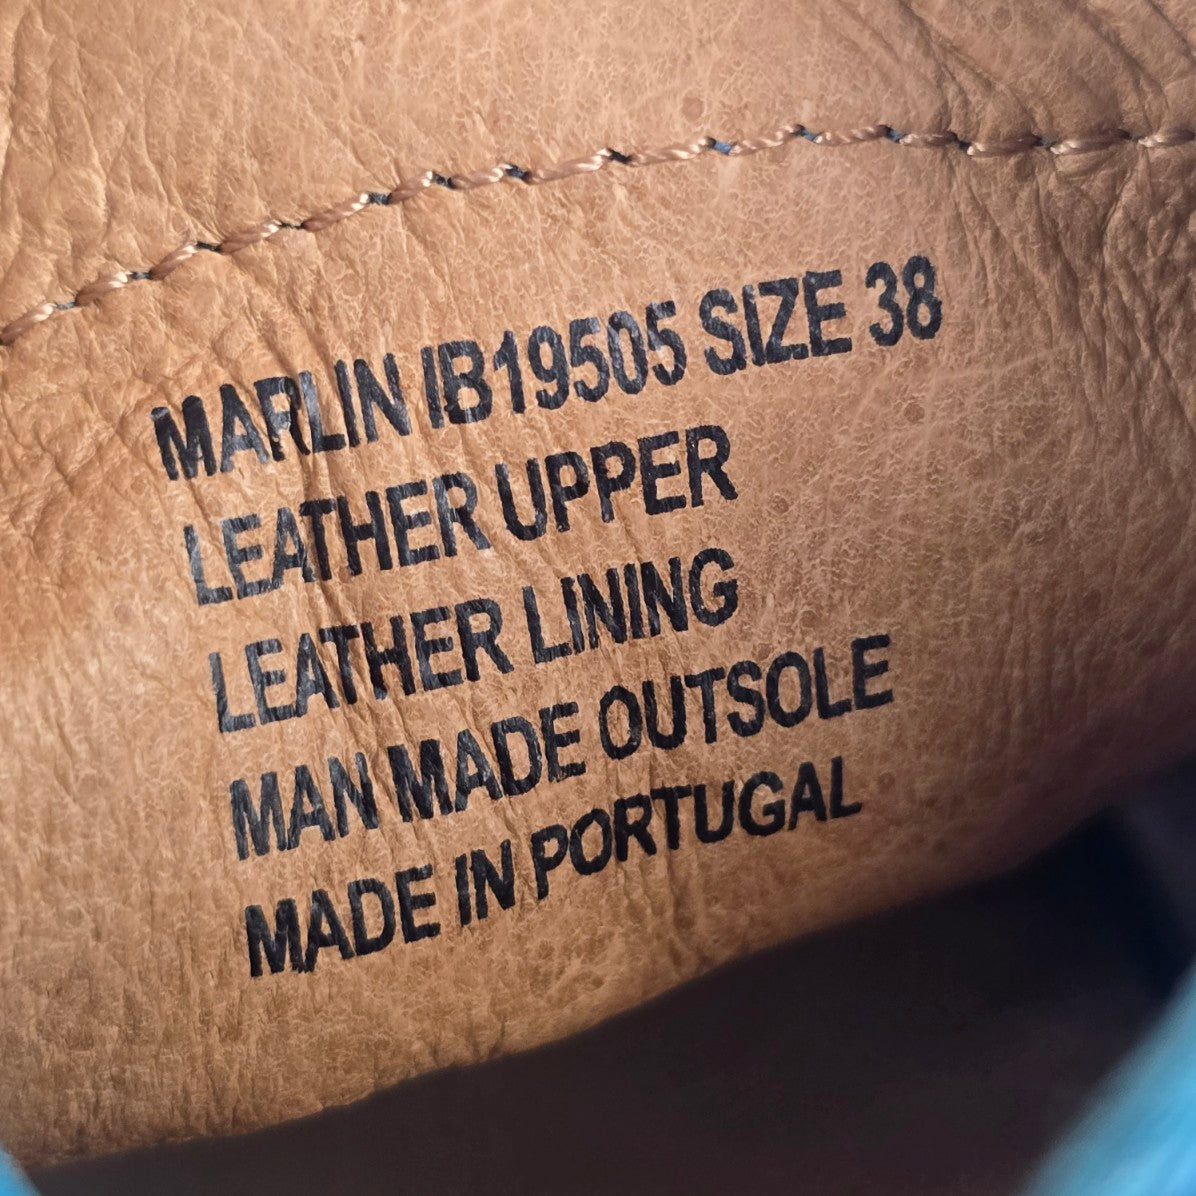 MARLIN IB19505 SIZE 38
LEATHER UPPER
LEATHER LINING
MAN MADE OUTSOLE
MADE IN PORTUGAL